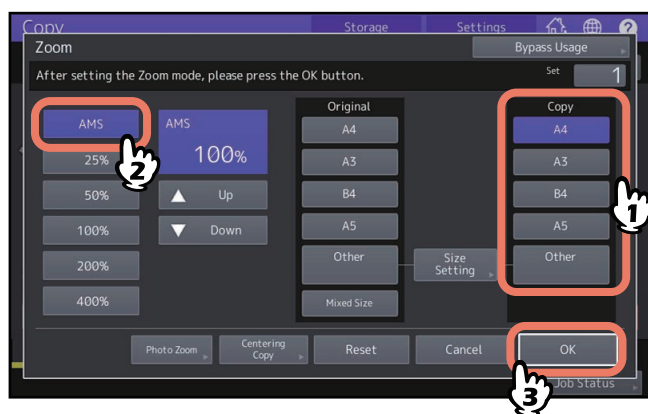 Copy
Storage
Settings
?
Zoom
Bypass Usage
After setting the Zoom mode, please press the OK button.
Set
1
Original
Copy
AMS
AMS
100%
A4
A4
25%
A3
A3
2
50%
Up
B4
B4
1
100%
Down
A5
A5
200%
Other
Size
Setting
Other
400%
Mixed Size
Photo Zoom
Centering
Copy
Reset
Cancel
OK
3
Job Status